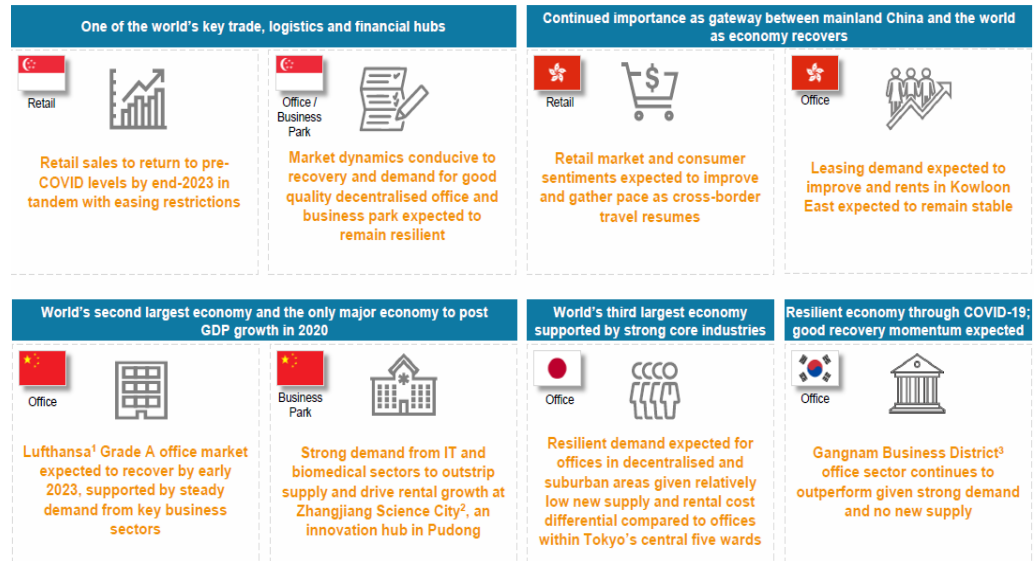 One of the world's key trade, logistics and financial hubs
Continued importance as gateway between mainland China and the world
as economy recovers
Retail
Retail sales to return to pre-
COVID levels by end-2023 in
tandem with easing restrictions
Office /
Business
Park
Market dynamics conducive to
recovery and demand for good
quality decentralised office and
business park expected to
remain resilient
Retail
$
Retail market and consumer
sentiments expected to improve
and gather pace as cross-border
travel resumes
Office
Leasing demand expected to
improve and rents in Kowloon
East expected to remain stable
World's second largest economy and the only major economy to post
GDP growth in 2020
World's third largest economy
supported by strong core industries
Resilient economy through COVID-19;
good recovery momentum expected
Office
Lufthansa¹ Grade A office market
expected to recover by early
2023, supported by steady
demand from key business
sectors
Business
Park
Strong demand from IT and
biomedical sectors to outstrip
supply and drive rental growth at
Zhangjiang Science City², an
innovation hub in Pudong
Office
Resilient demand expected for
offices in decentralised and
suburban areas given relatively
low new supply and rental cost
differential compared to offices
within Tokyo's central five wards
Office
Gangnam Business District³
office sector continues to
outperform given strong demand
and no new supply